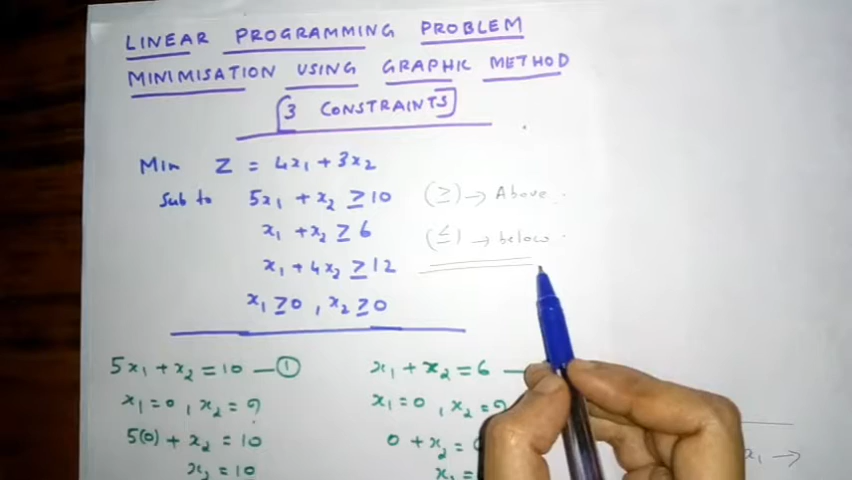 LINEAR PROGRAMMING PROBLEM
MINIMISATION USING GRAPHIC METHOD
[3 CONSTRAINTS]
Min Z = 4x₁ + 3x₂
Sub to 5x₁ + x₂ ≥ 10 (≥) → Above
x₁ + x₂ ≥ 6 (≤) → below
x₁ + 4x₂ ≥ 12
x₁ ≥ 0, x₂ ≥ 0
5x₁ + x₂ = 10 — ①
x₁ = 0, x₂ = ?
5(0) + x₂ = 10
x₂ = 10
x₁ + x₂ = 6 —
x₁ = 0, x₂ = ?
0 + x₂ =
x₁ →